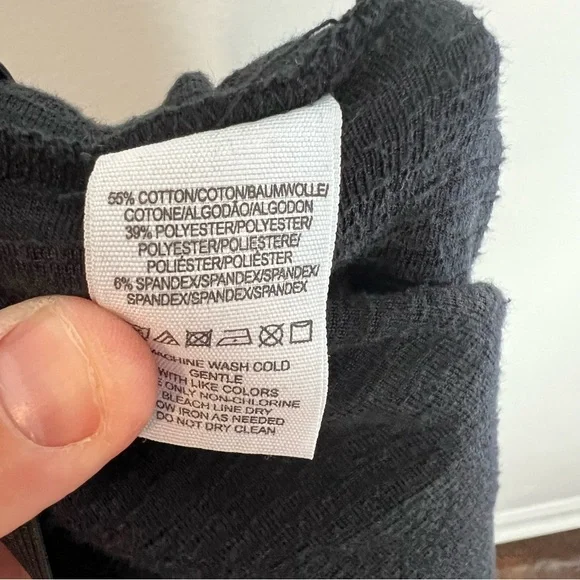 55% COTTON/COTON/BAUMWOLLE/
COTONE/ALGODÃO/ALGODON
39% POLYESTER/POLYESTER/
POLYESTER/POLIESTERE/
POLIÉSTER/POLIÉSTER
6% SPANDEX/SPANDEX/SPANDEX/
SPANDEX/SPANDEX/SPANDEX
MACHINE WASH COLD
GENTLE
WITH LIKE COLORS
ONLY NON-CHLORINE
BLEACH LINE DRY
LOW IRON AS NEEDED
DO NOT DRY CLEAN